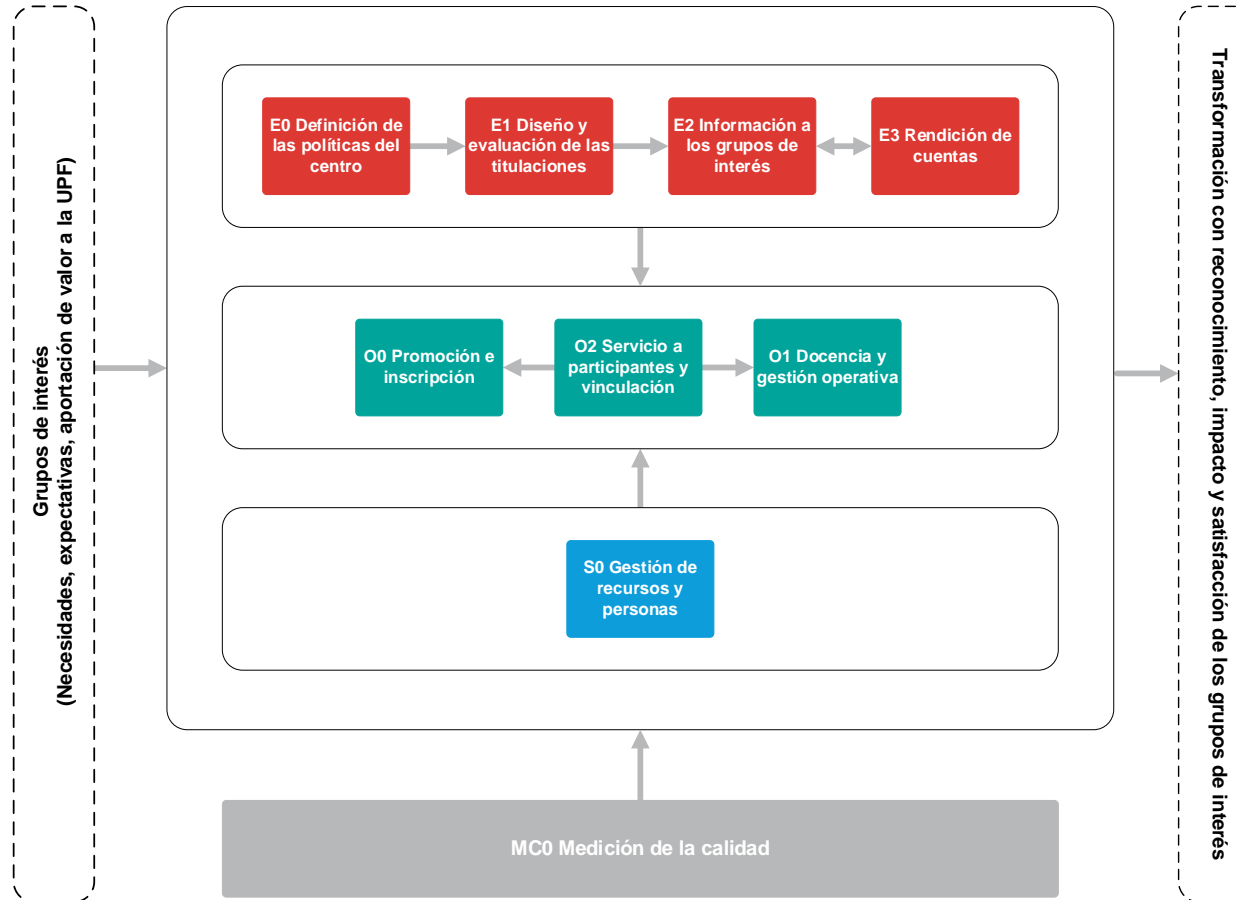 Grupos de interés
(Necesidades, expectativas, aportación de valor a la UPF)
E0 Definición de
las políticas del
centro
E1 Diseño y
evaluación de las
titulaciones
E2 Información a
los grupos de
interés
E3 Rendición de
cuentas
O0 Promoción e
inscripción
O2 Servicio a
participantes y
vinculación
O1 Docencia y
gestión operativa
S0 Gestión de
recursos y
personas
MC0 Medición de la calidad
Transformación con reconocimiento, impacto y satisfacción de los grupos de interés